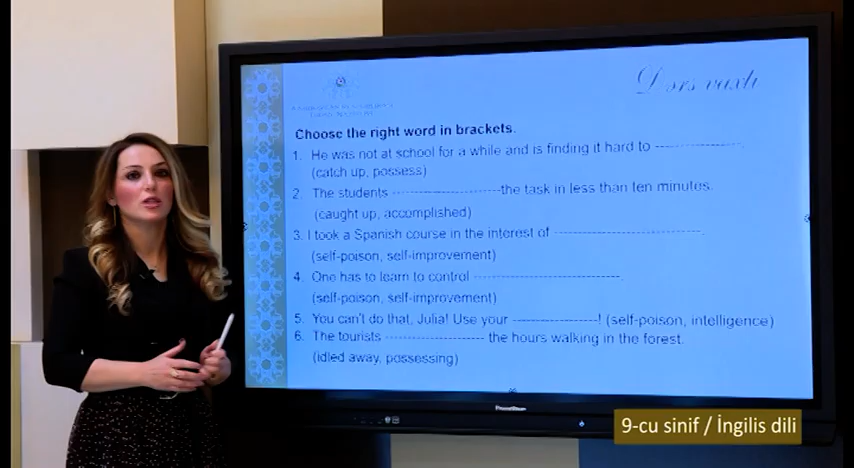 Dərs vaxtı
Choose the right word in brackets.
1. He was not at school for a while and is finding it hard to ---------------.
(catch up, possess)
2. The students --------------------the task in less than ten minutes.
(caught up, accomplished)
3. I took a Spanish course in the interest of ---------------------------
(self-poison, self-improvement)
4. One has to learn to control ---------------------------.
(self-poison, self-improvement)
5. You can't do that, Julia! Use your ----------------! (self-poison, intelligence)
6. The tourists ------------------ the hours walking in the forest.
(idled away, possessing)
9-cu sinif / İngilis dili